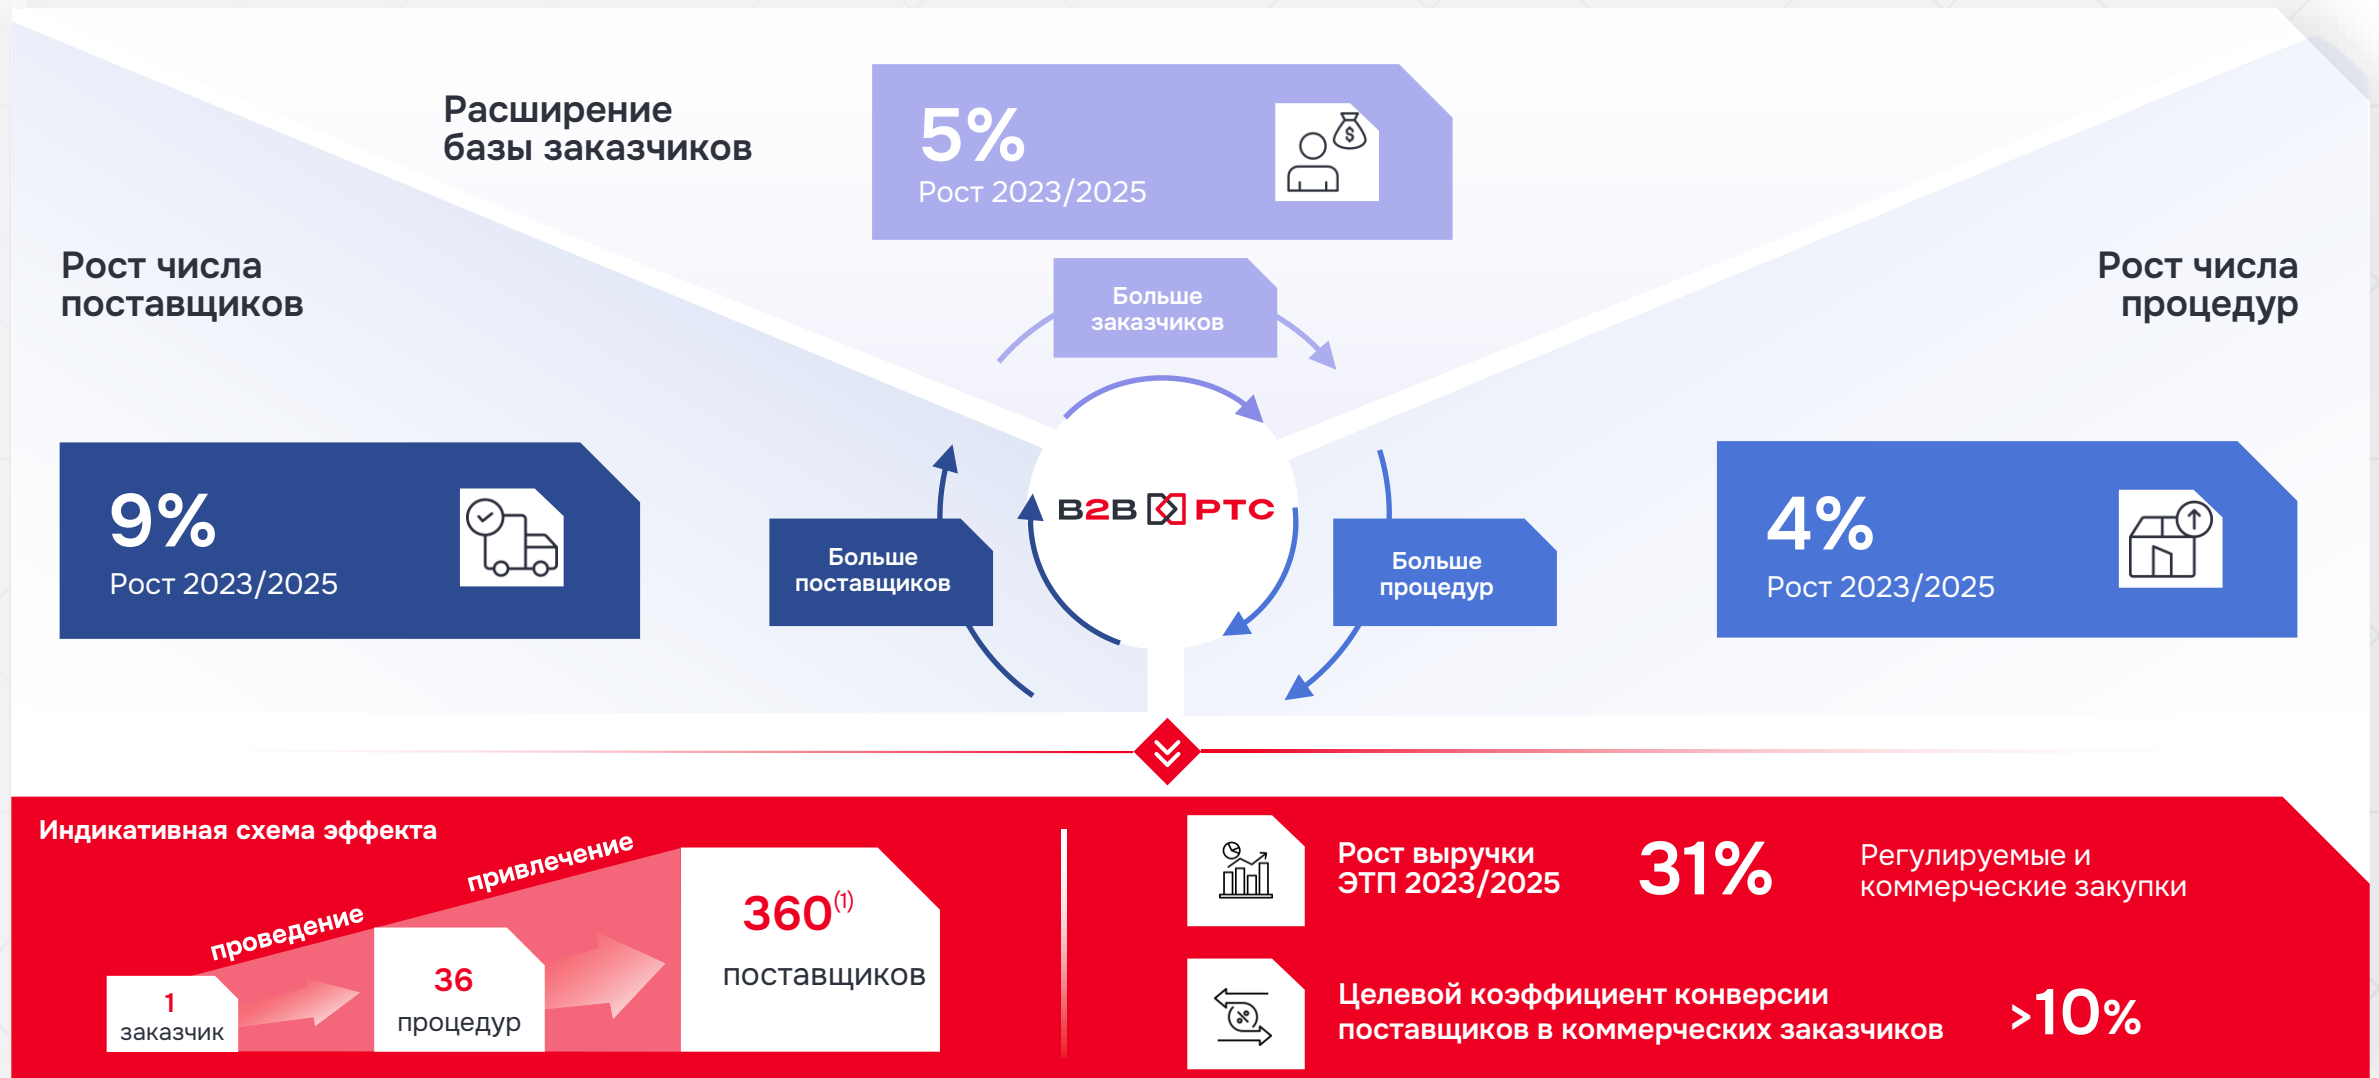 Расширение
базы заказчиков
5%
Рост 2023/2025
$
Рост числа
поставщиков
Рост числа
процедур
Больше
заказчиков
9%
Рост 2023/2025
Больше
поставщиков
B2B РТС
Больше
процедур
4%
Рост 2023/2025
Индикативная схема эффекта
проведение
привлечение
1
заказчик
36
процедур
360(1)
поставщиков
Рост выручки
ЭТП 2023/2025
31%
Регулируемые и
коммерческие закупки
%
Целевой коэффициент конверсии
поставщиков в коммерческих заказчиков
>10%